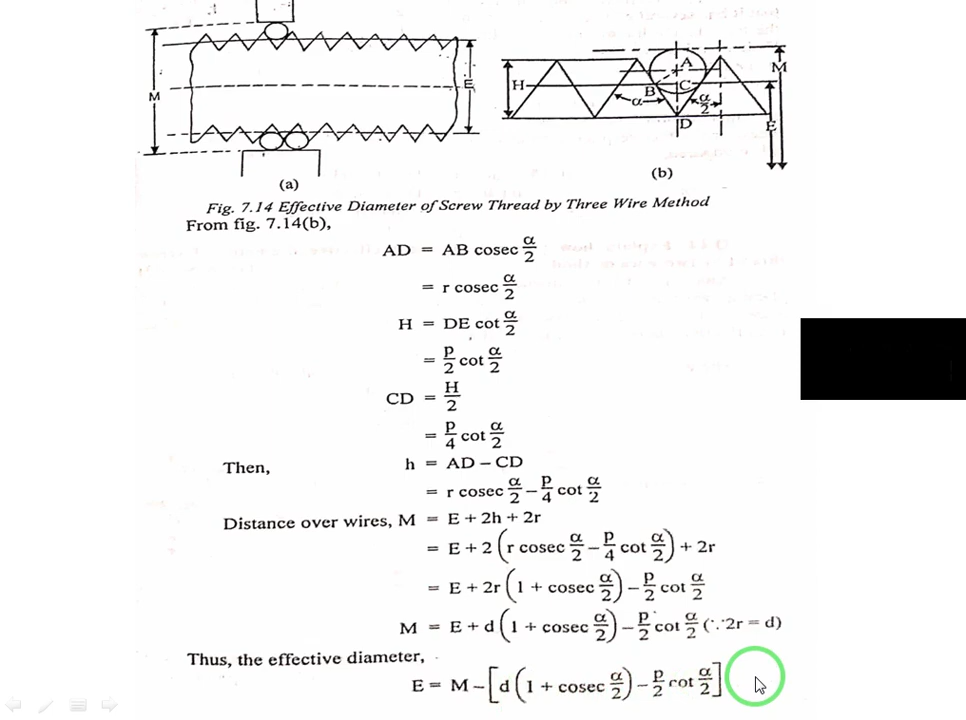 M
E
(a)
H
A
B
C
α
α/2
D
M
E
(b)
Fig. 7.14 Effective Diameter of Screw Thread by Three Wire Method
From fig. 7.14(b),
AD = AB cosec α/2
= r cosec α/2
H = DE cot α/2
= p/2 cot α/2
CD = H/2
= p/4 cot α/2
Then, h = AD – CD
= r cosec α/2 – p/4 cot α/2
Distance over wires, M = E + 2h + 2r
= E + 2 (r cosec α/2 – p/4 cot α/2) + 2r
= E + 2r (1 + cosec α/2) – p/2 cot α/2
M = E + d (1 + cosec α/2) – p/2 cot α/2 (∵ 2r = d)
Thus, the effective diameter,
E = M – [d (1 + cosec α/2) – p/2 cot α/2]